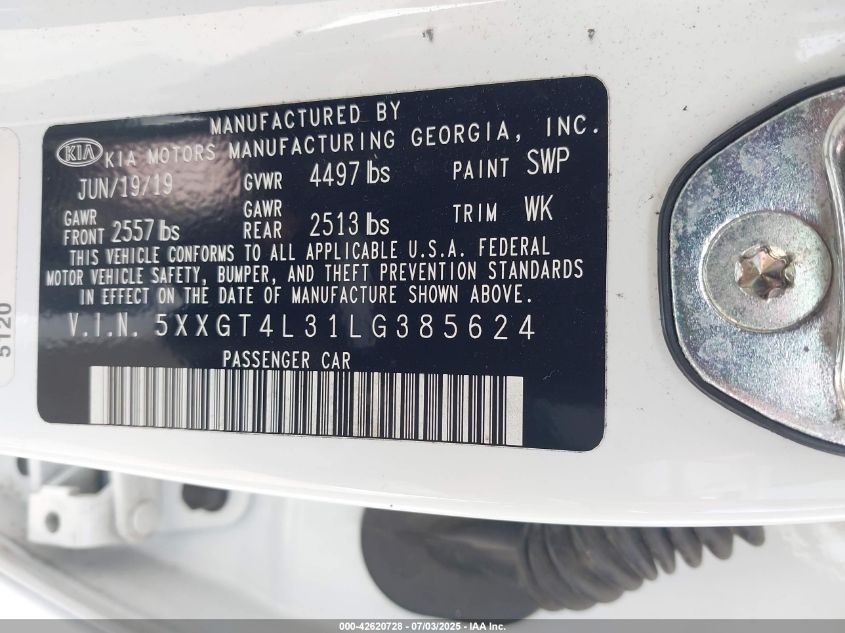 MANUFACTURED BY
KIA KIA MOTORS MANUFACTURING GEORGIA, INC.
JUN/19/19 GVWR 4497 lbs PAINT SWP
GAWR FRONT 2557 lbs GAWR REAR 2513 lbs TRIM WK
THIS VEHICLE CONFORMS TO ALL APPLICABLE U.S.A. FEDERAL
MOTOR VEHICLE SAFETY, BUMPER, AND THEFT PREVENTION STANDARDS
IN EFFECT ON THE DATE OF MANUFACTURE SHOWN ABOVE.
V.I.N. 5XXGT4L31LG385624
PASSENGER CAR
5120
000-42620728 - 07/03/2025 - IAA Inc.